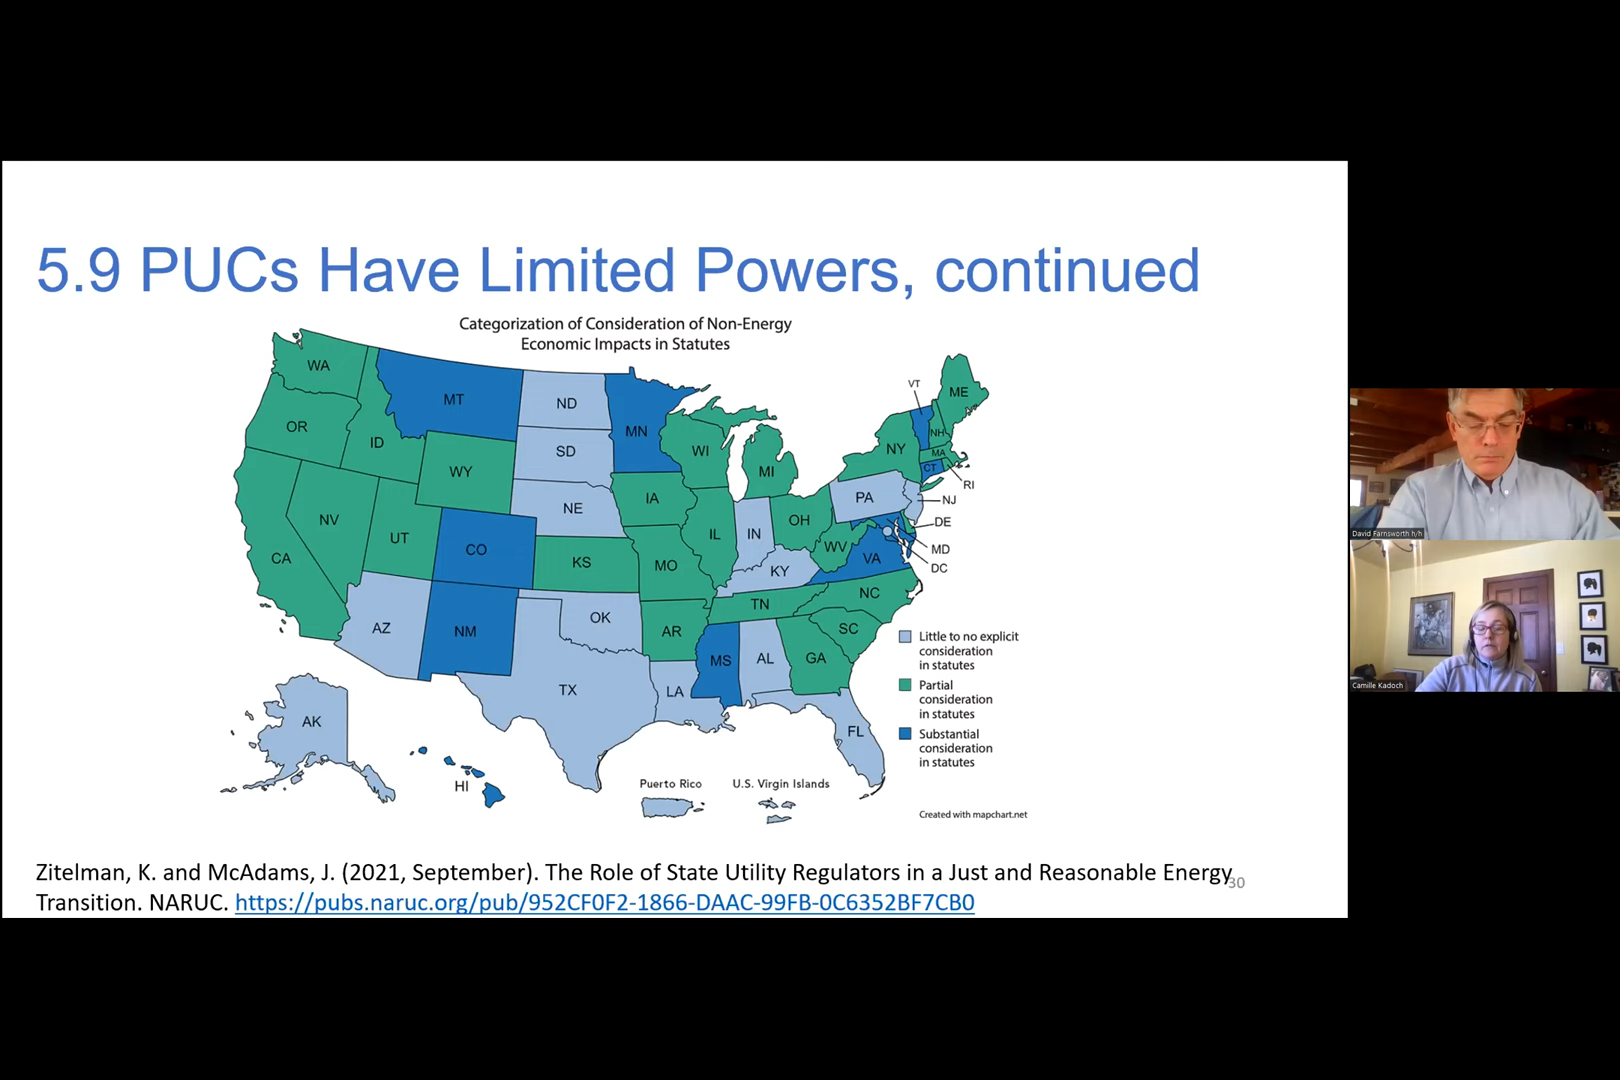 5.9 PUCs Have Limited Powers, continued
Categorization of Consideration of Non-Energy
Economic Impacts in Statutes
WA
MT
ND
MN
VT
ME
OR
ID
SD
WI
NH
NY
MA
MI
CT
RI
WY
NE
IA
PA
NJ
NV
IL
IN
OH
DE
UT
CO
WV
MD
CA
KS
MO
KY
VA
DC
AZ
NM
OK
AR
TN
NC
SC
MS
AL
GA
TX
LA
FL
AK
HI
Little to no explicit
consideration
in statutes
Partial
consideration
in statutes
Substantial
consideration
in statutes
Puerto Rico
U.S. Virgin Islands
Created with mapchart.net
Zitelman, K. and McAdams, J. (2021, September). The Role of State Utility Regulators in a Just and Reasonable Energy
Transition. NARUC. https://pubs.naruc.org/pub/952CF0F2-1866-DAAC-99FB-0C6352BF7CB0
30
David Farnsworth h/h
Camille Kadoch